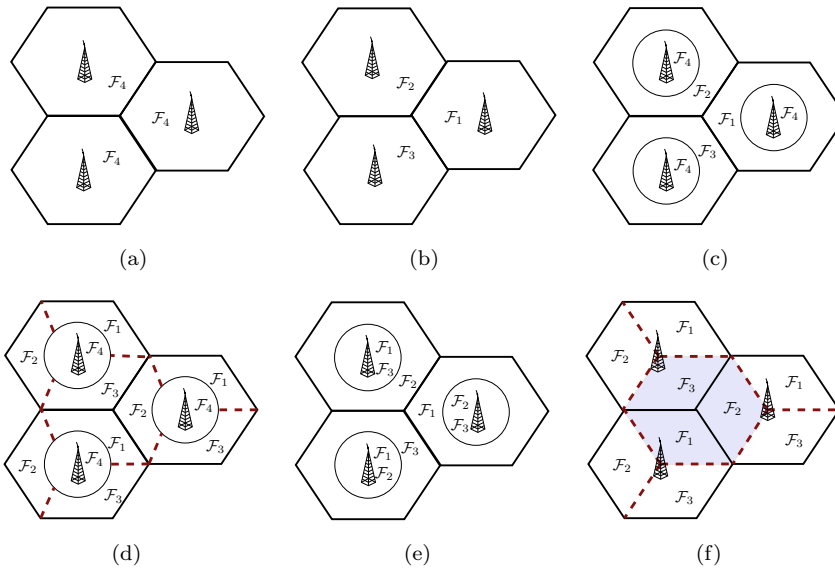 𝓕₄
𝓕₄
𝓕₄
𝓕₂
𝓕₁
𝓕₃
𝓕₄
𝓕₂
𝓕₁ 𝓕₄
𝓕₃
𝓕₄
(a) (b) (c)
𝓕₁
𝓕₂ 𝓕₄
𝓕₃
𝓕₁
𝓕₂ 𝓕₄
𝓕₃
𝓕₁
𝓕₂ 𝓕₄
𝓕₃
𝓕₁
𝓕₃
𝓕₂
𝓕₁
𝓕₂
𝓕₃
𝓕₃
𝓕₁
𝓕₂
𝓕₁
𝓕₂
𝓕₃
𝓕₁
𝓕₂
𝓕₃
𝓕₁
𝓕₂
𝓕₃
(d) (e) (f)